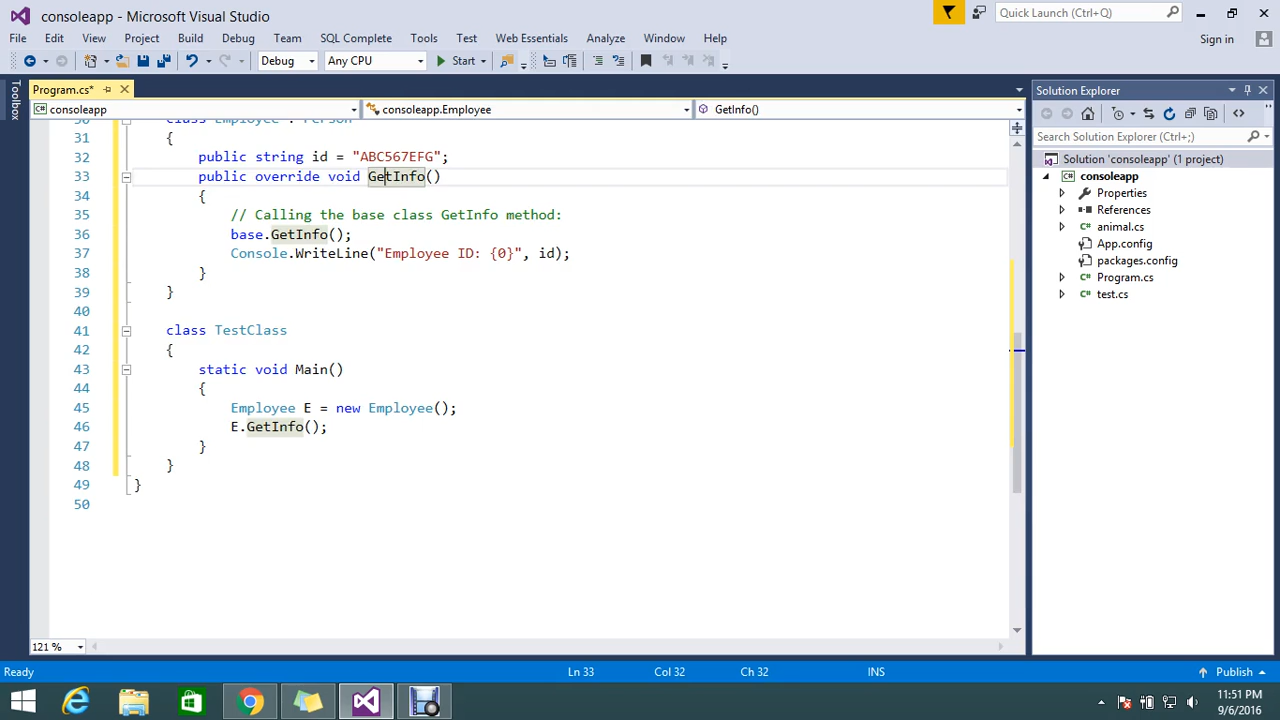 consoleapp - Microsoft Visual Studio
Quick Launch (Ctrl+Q)
File Edit View Project Build Debug Team SQL Complete Tools Test Web Essentials Analyze Window Help
Sign in
Debug Any CPU Start
Toolbox
Program.cs*
consoleapp consoleapp.Employee GetInfo()
30 class Employee : Person
31 {
32 public string id = "ABC567EFG";
33 public override void GetInfo()
34 {
35 // Calling the base class GetInfo method:
36 base.GetInfo();
37 Console.WriteLine("Employee ID: {0}", id);
38 }
39 }
40
41 class TestClass
42 {
43 static void Main()
44 {
45 Employee E = new Employee();
46 E.GetInfo();
47 }
48 }
49 }
50
121 %
Solution Explorer
Search Solution Explorer (Ctrl+;)
Solution 'consoleapp' (1 project)
consoleapp
Properties
References
animal.cs
App.config
packages.config
Program.cs
test.cs
Ready Ln 33 Col 32 Ch 32 INS Publish
11:51 PM
9/6/2016